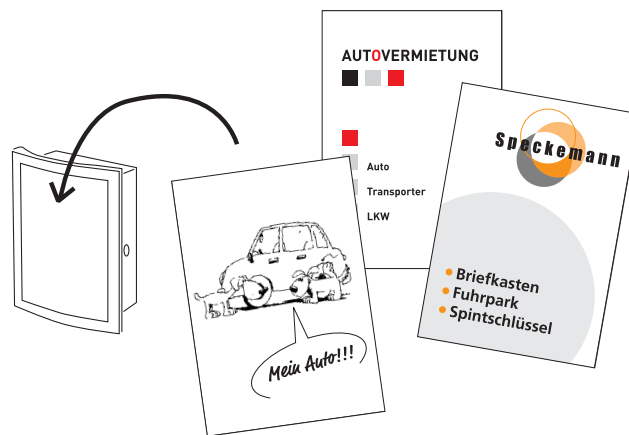 AUTOVERMIETUNG
Auto
Transporter
LKW
Speckemann
• Briefkasten
• Fuhrpark
• Spintschlüssel
Mein Auto!!!